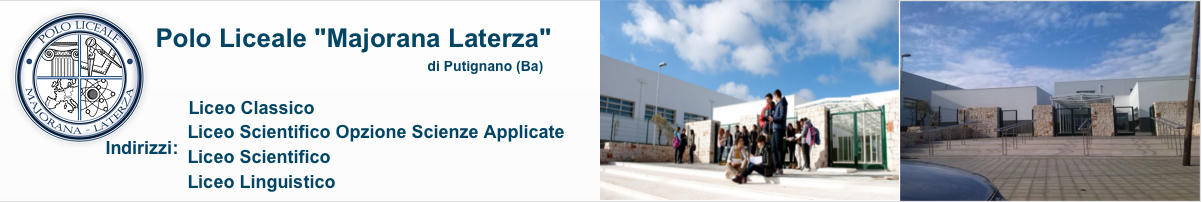 POLO LICEALE
MAJORANA - LATERZA
Polo Liceale "Majorana Laterza"
di Putignano (Ba)
Indirizzi:
Liceo Classico
Liceo Scientifico Opzione Scienze Applicate
Liceo Scientifico
Liceo Linguistico